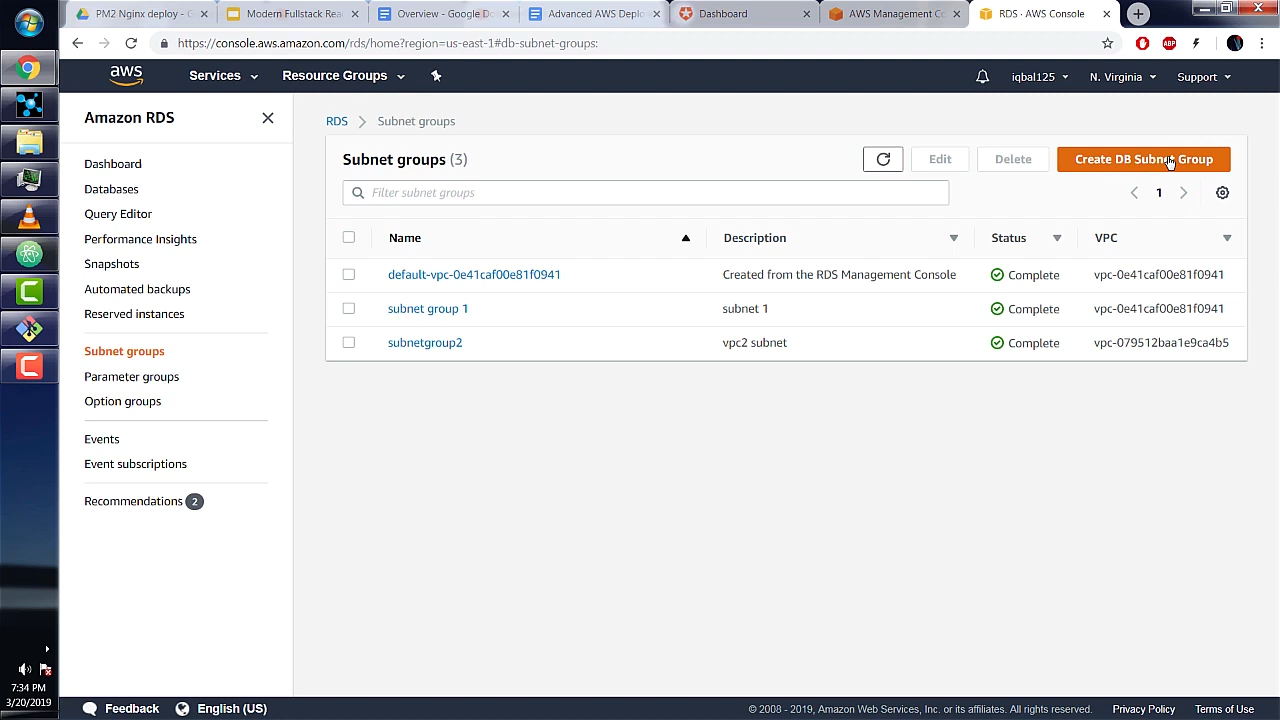 PM2 Nginx deploy - G
Modern Fullstack Rea
Overview -
Advanced AWS Deplo
Dashboard
AWS Management Co
RDS · AWS Console
https://console.aws.amazon.com/rds/home?region=us-east-1#db-subnet-groups:
ABP
aws
Services
Resource Groups
iqbal125
N. Virginia
Support
Amazon RDS
Dashboard
Databases
Query Editor
Performance Insights
Snapshots
Automated backups
Reserved instances
Subnet groups
Parameter groups
Option groups
Events
Event subscriptions
Recommendations 2
RDS > Subnet groups
Subnet groups (3)
Edit
Delete
Create DB Subnet Group
Filter subnet groups
1
Name Description Status VPC
default-vpc-0e41caf00e81f0941 Created from the RDS Management Console Complete vpc-0e41caf00e81f0941
subnet group 1 subnet 1 Complete vpc-0e41caf00e81f0941
subnetgroup2 vpc2 subnet Complete vpc-079512baa1e9ca4b5
7:34 PM
3/20/2019
Feedback
English (US)
© 2008 - 2019, Amazon Web Services, Inc. or its affiliates. All rights reserved.
Privacy Policy
Terms of Use